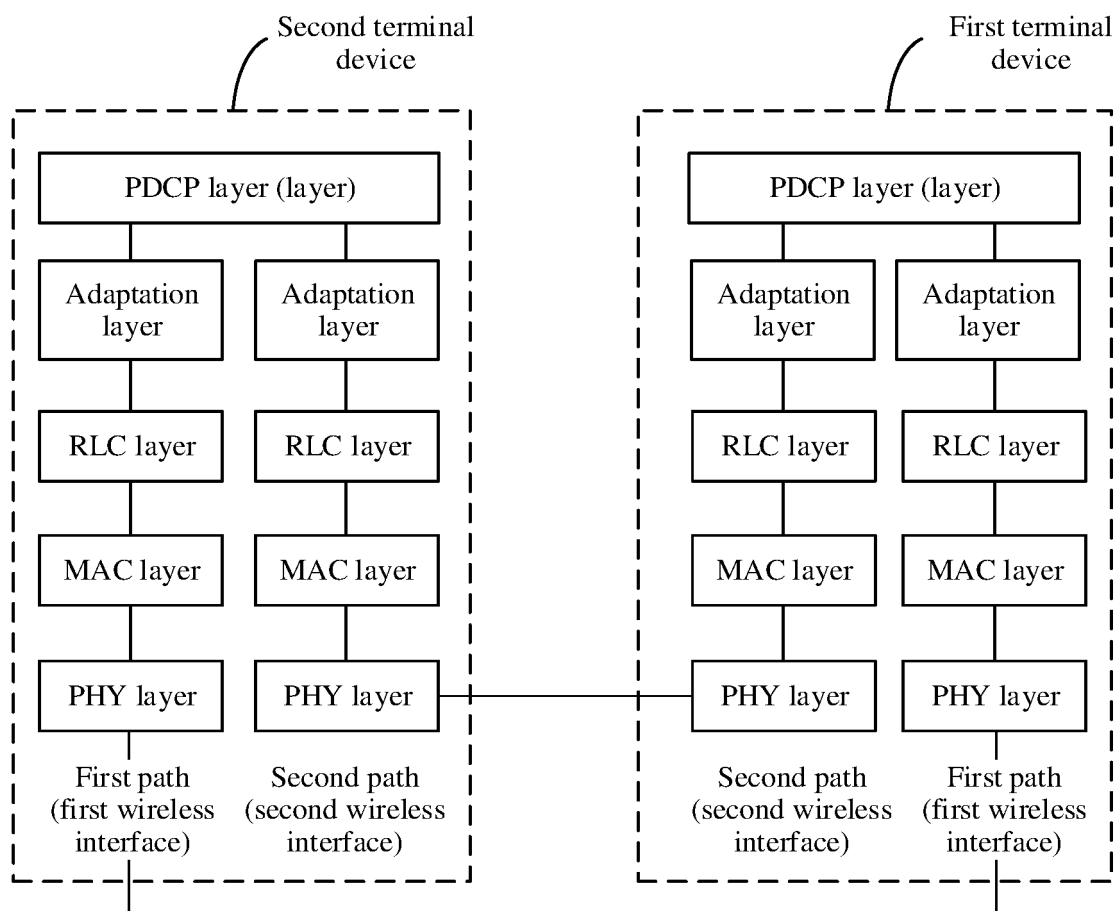 Second terminal
device
First terminal
device
PDCP layer (layer)
PDCP layer (layer)
Adaptation
layer
Adaptation
layer
Adaptation
layer
Adaptation
layer
RLC layer
RLC layer
RLC layer
RLC layer
MAC layer
MAC layer
MAC layer
MAC layer
PHY layer
PHY layer
PHY layer
PHY layer
First path
(first wireless
interface)
Second path
(second wireless
interface)
Second path
(second wireless
interface)
First path
(first wireless
interface)